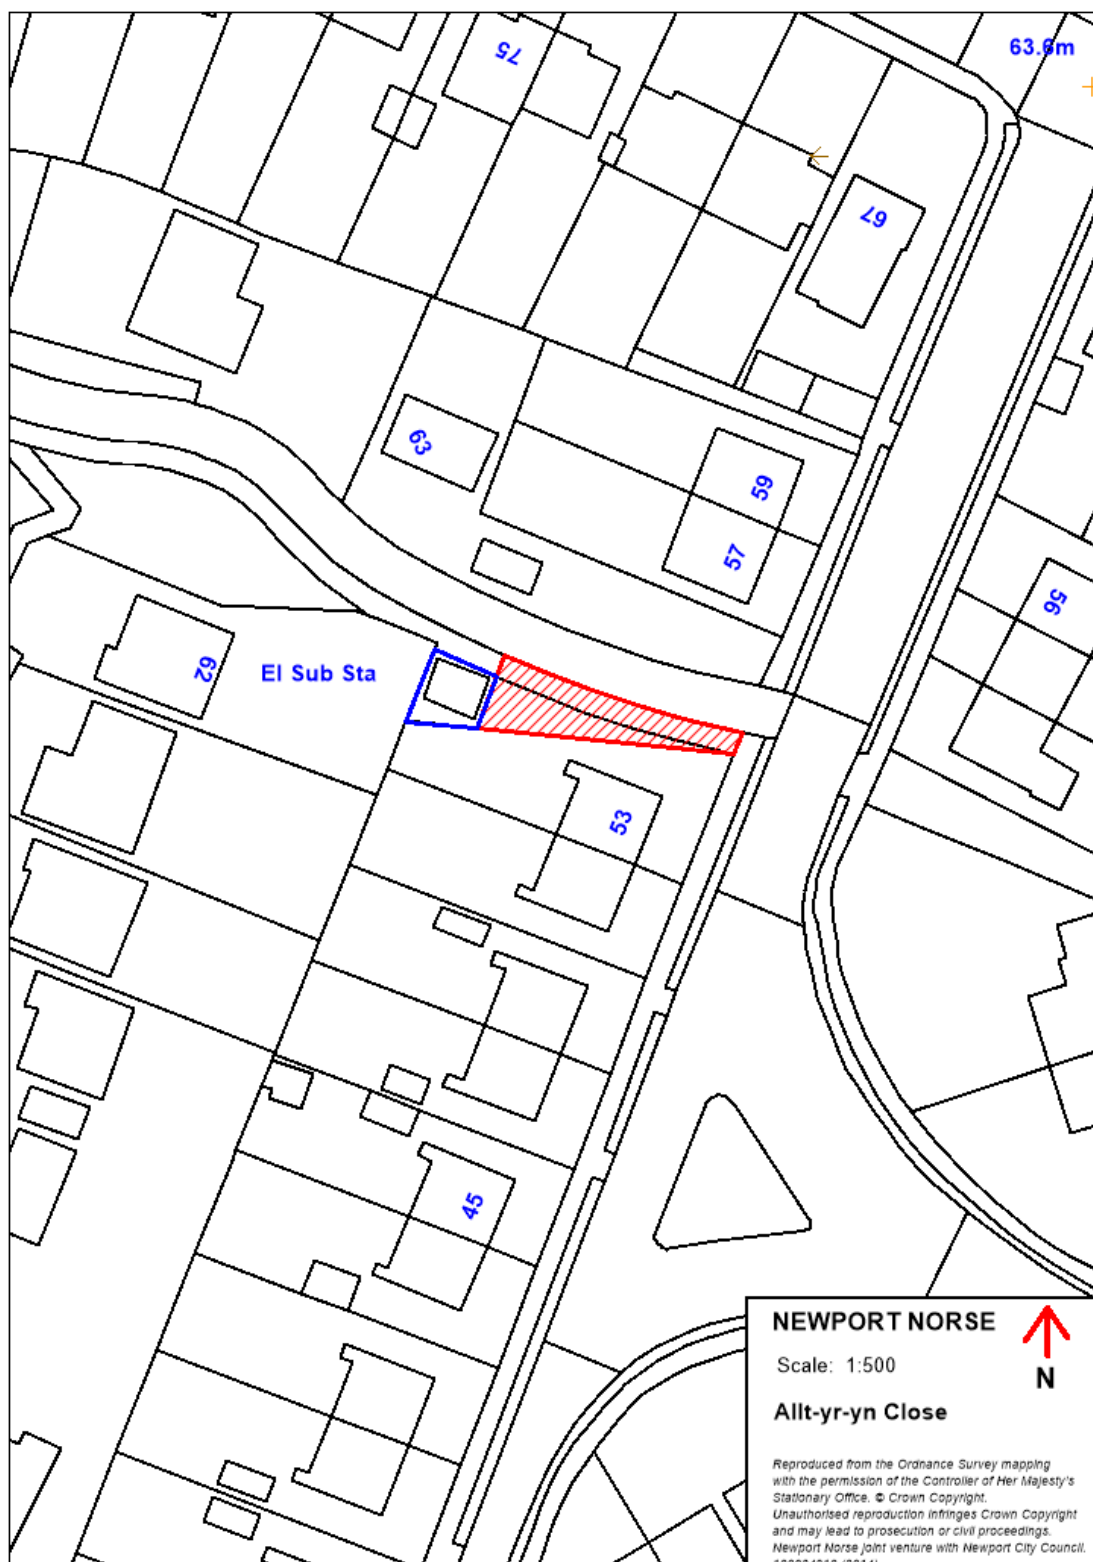 75
63.6m
67
63
59
57
56
62
El Sub Sta
53
45
NEWPORT NORSE
Scale: 1:500
N
Allt-yr-yn Close
Reproduced from the Ordnance Survey mapping
with the permission of the Controller of Her Majesty's
Stationary Office. © Crown Copyright.
Unauthorised reproduction infringes Crown Copyright
and may lead to prosecution or civil proceedings.
Newport Norse joint venture with Newport City Council.